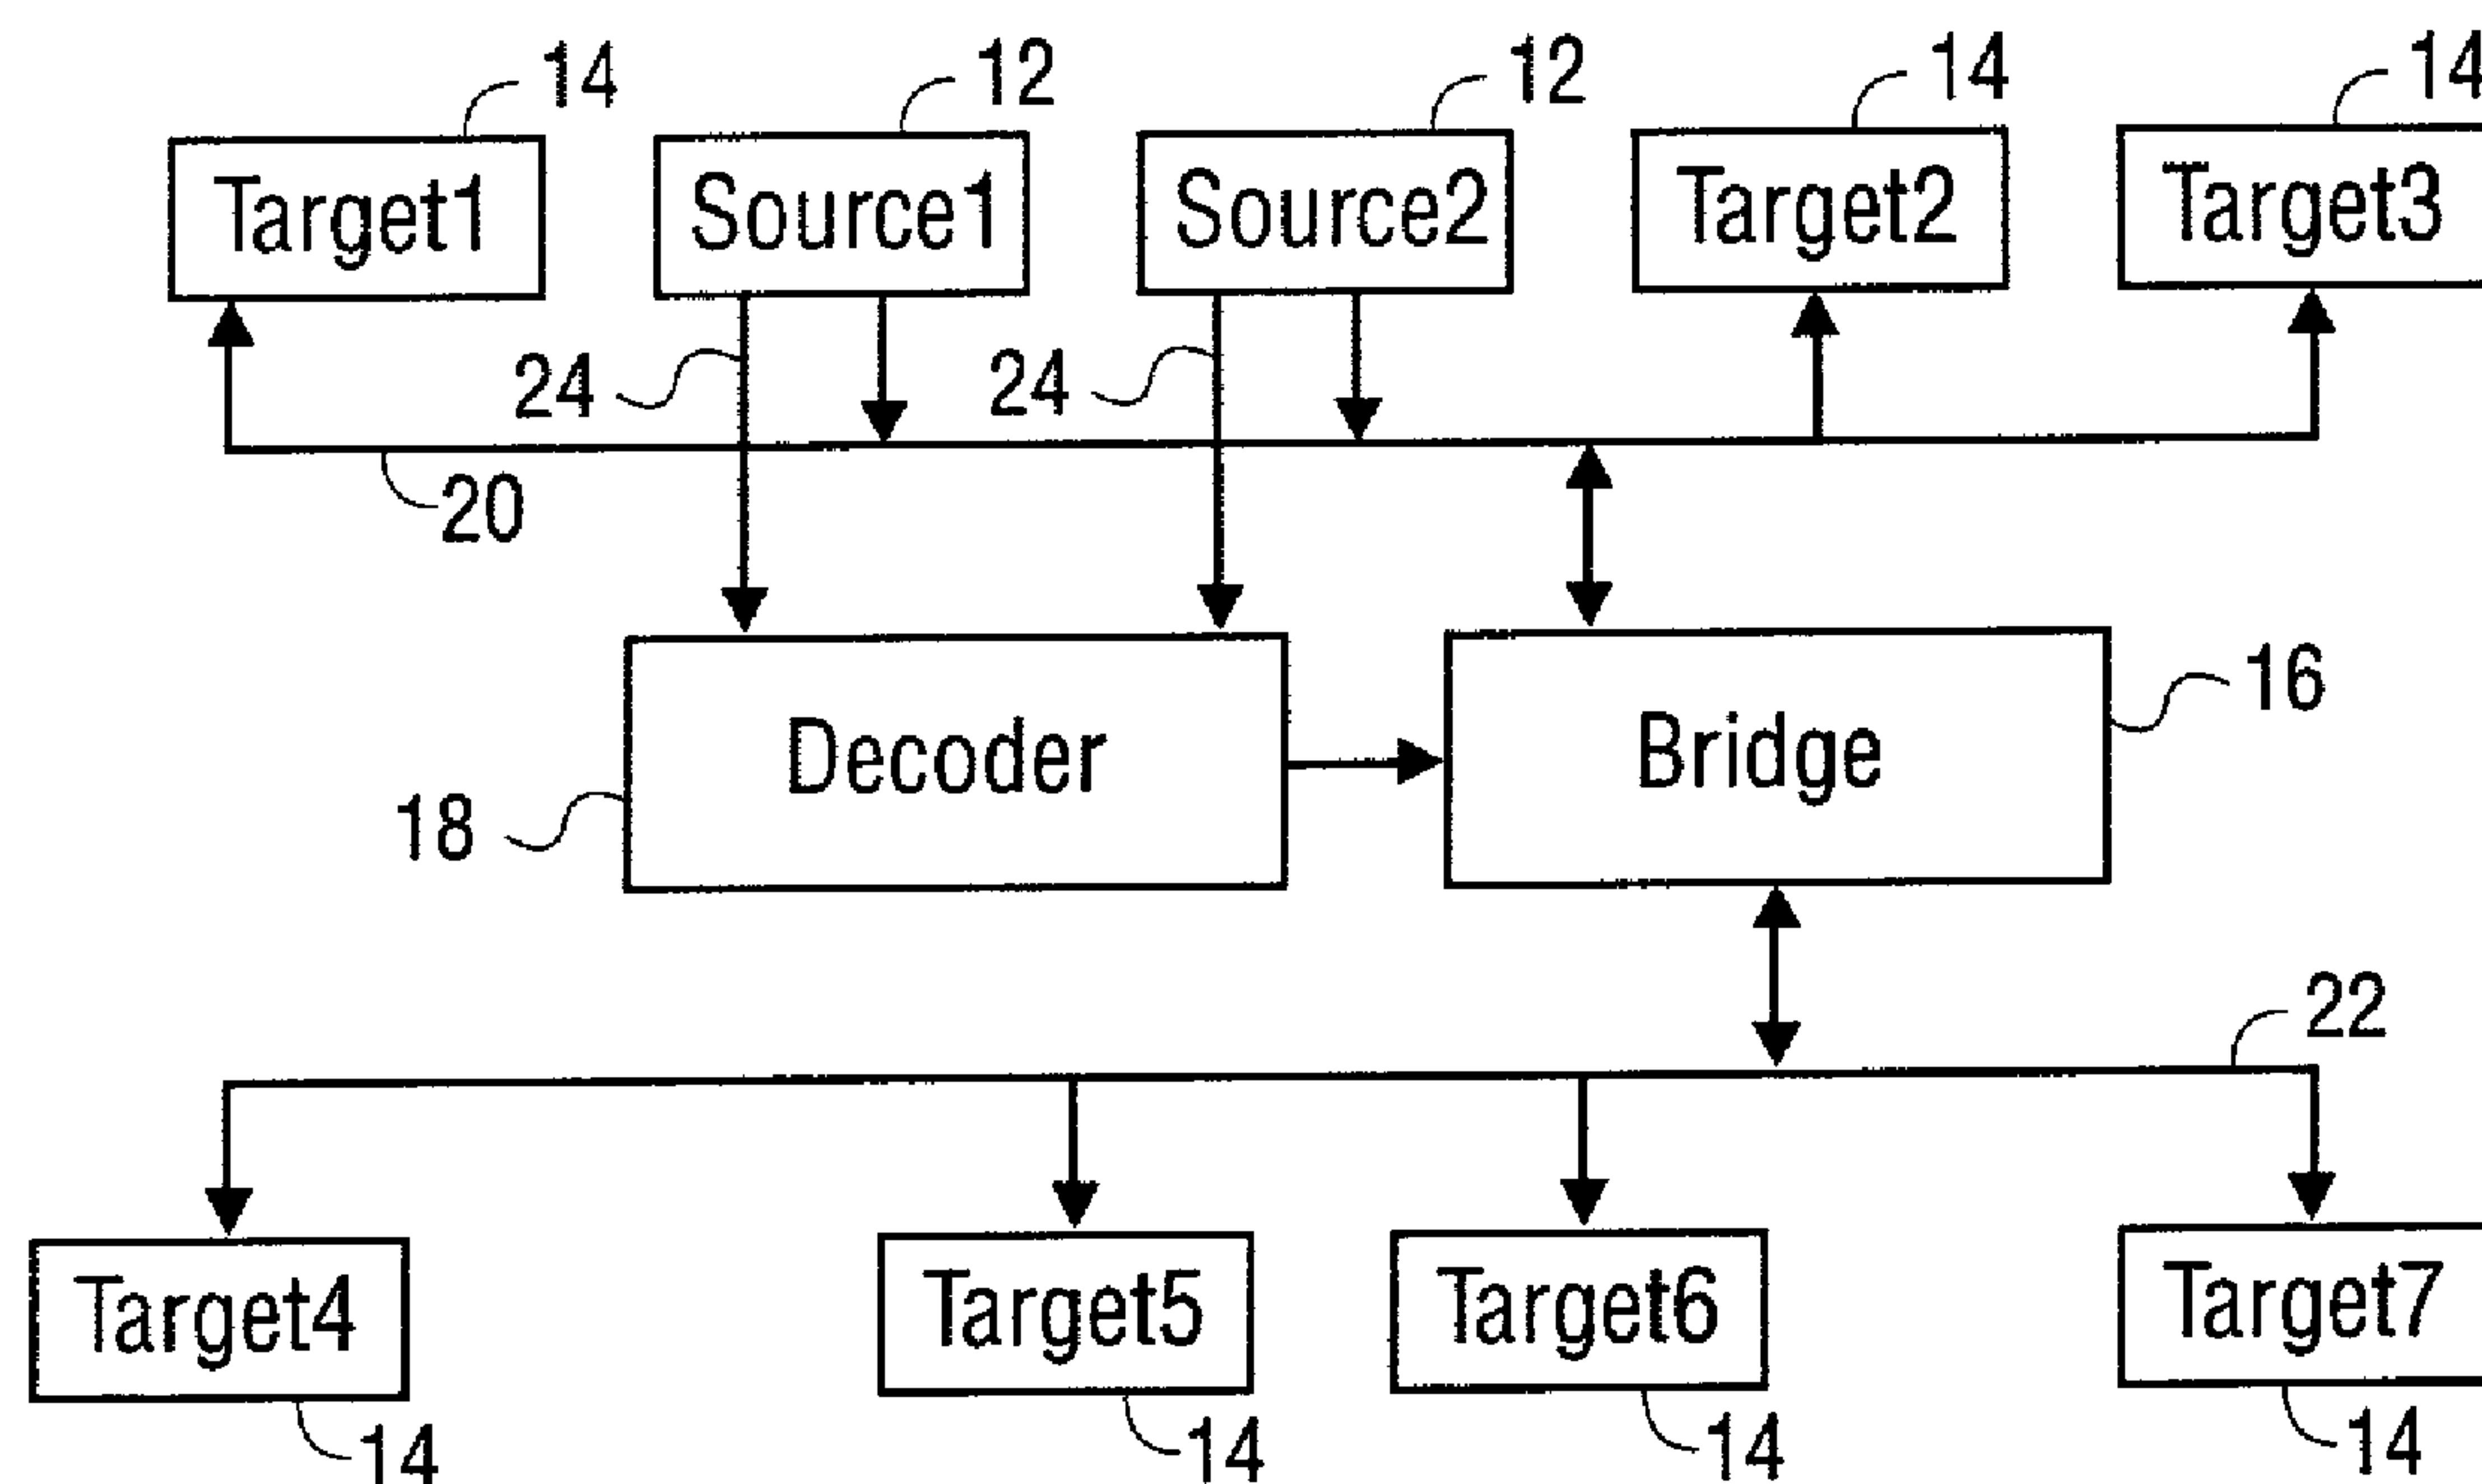 14
12
12
14
14
Target1
Source1
Source2
Target2
Target3
24
24
20
16
Decoder
Bridge
18
22
Target4
Target5
Target6
Target7
14
14
14
14